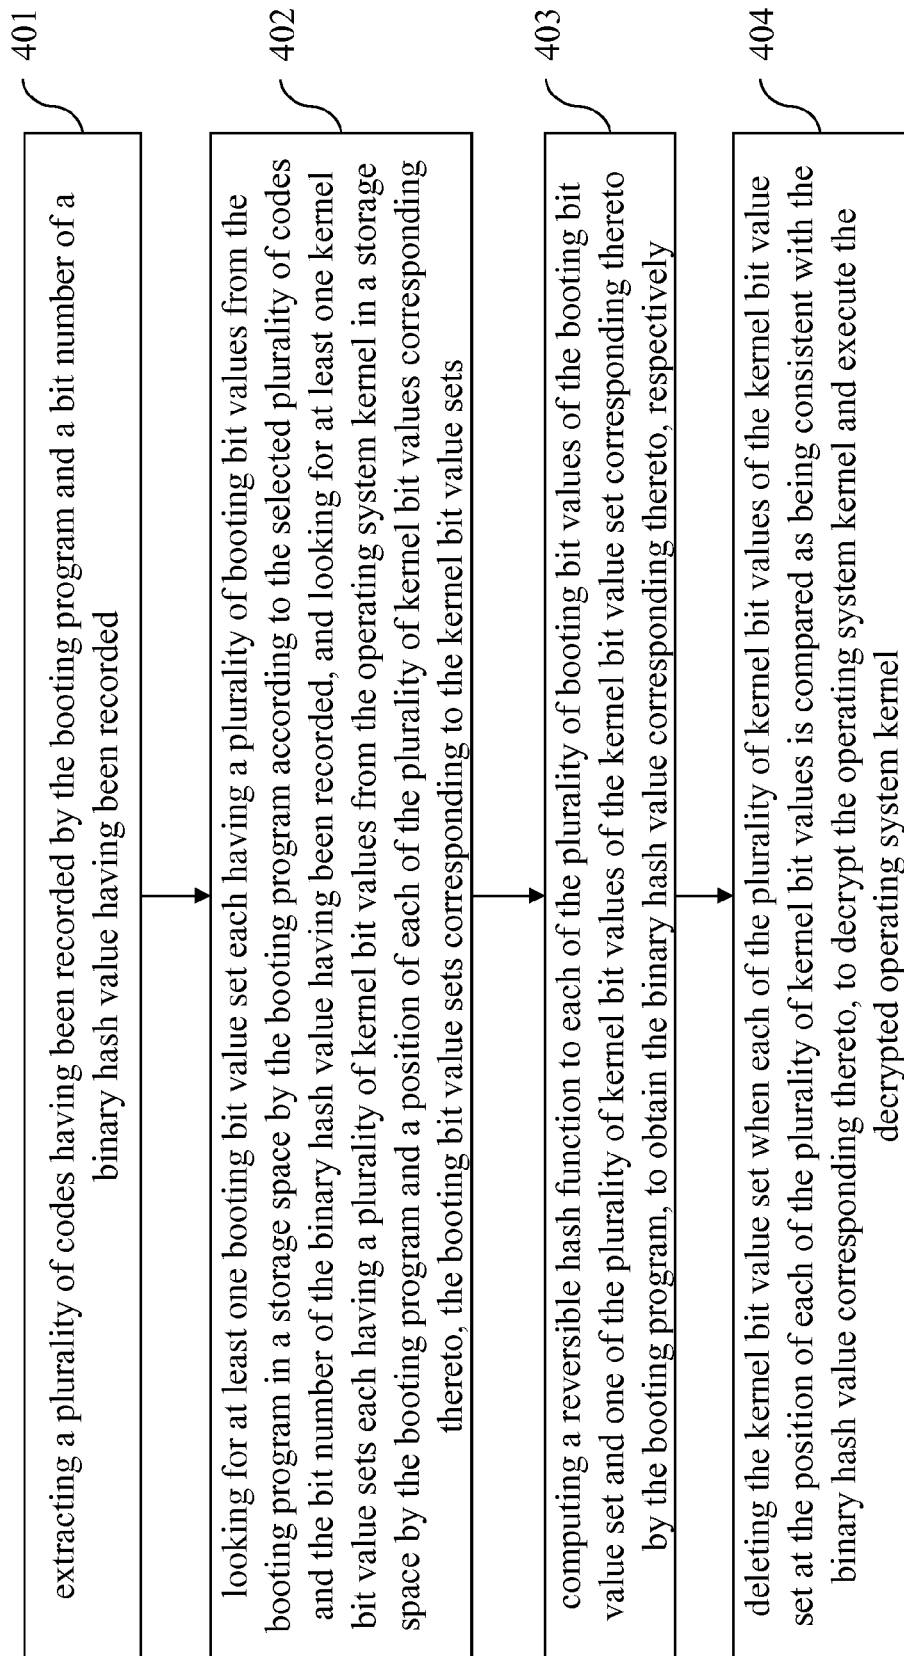 extracting a plurality of codes having been recorded by the booting program and a bit number of a
binary hash value having been recorded
401
looking for at least one booting bit value set each having a plurality of booting bit values from the
booting program in a storage space by the booting program according to the selected plurality of codes
and the bit number of the binary hash value having been recorded, and looking for at least one kernel
bit value sets each having a plurality of kernel bit values from the operating system kernel in a storage
space by the booting program and a position of each of the plurality of kernel bit values corresponding
thereto, the booting bit value sets corresponding to the kernel bit value sets
402
computing a reversible hash function to each of the plurality of booting bit values of the booting bit
value set and one of the plurality of kernel bit values of the kernel bit value set corresponding thereto
by the booting program, to obtain the binary hash value corresponding thereto, respectively
403
deleting the kernel bit value set when each of the plurality of kernel bit values of the kernel bit value
set at the position of each of the plurality of kernel bit values is compared as being consistent with the
binary hash value corresponding thereto, to decrypt the operating system kernel and execute the
decrypted operating system kernel
404